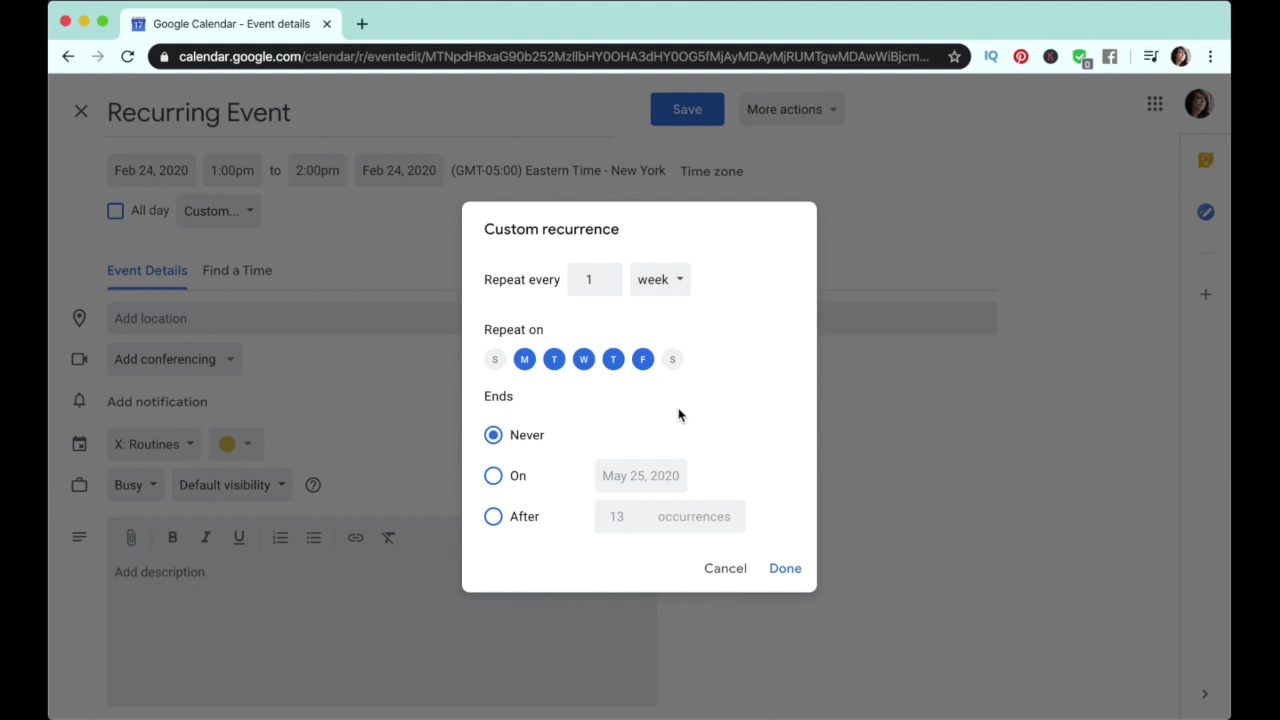 17 Google Calendar - Event details
calendar.google.com/calendar/r/eventedit/MTNpdHBxaG90b252MzllbHY0OHA3dHY0OG5fMjAyMDAyMjRUMTgwMDAwWiBjcm...
IQ
0
Recurring Event
Save
More actions
Feb 24, 2020 1:00pm to 2:00pm Feb 24, 2020 (GMT-05:00) Eastern Time - New York Time zone
All day Custom...
Event Details Find a Time
Add location
Add conferencing
Add notification
X: Routines
Busy Default visibility ?
B I U
Add description
Custom recurrence
Repeat every 1 week
Repeat on
S M T W T F S
Ends
Never
On May 25, 2020
After 13 occurrences
Cancel Done